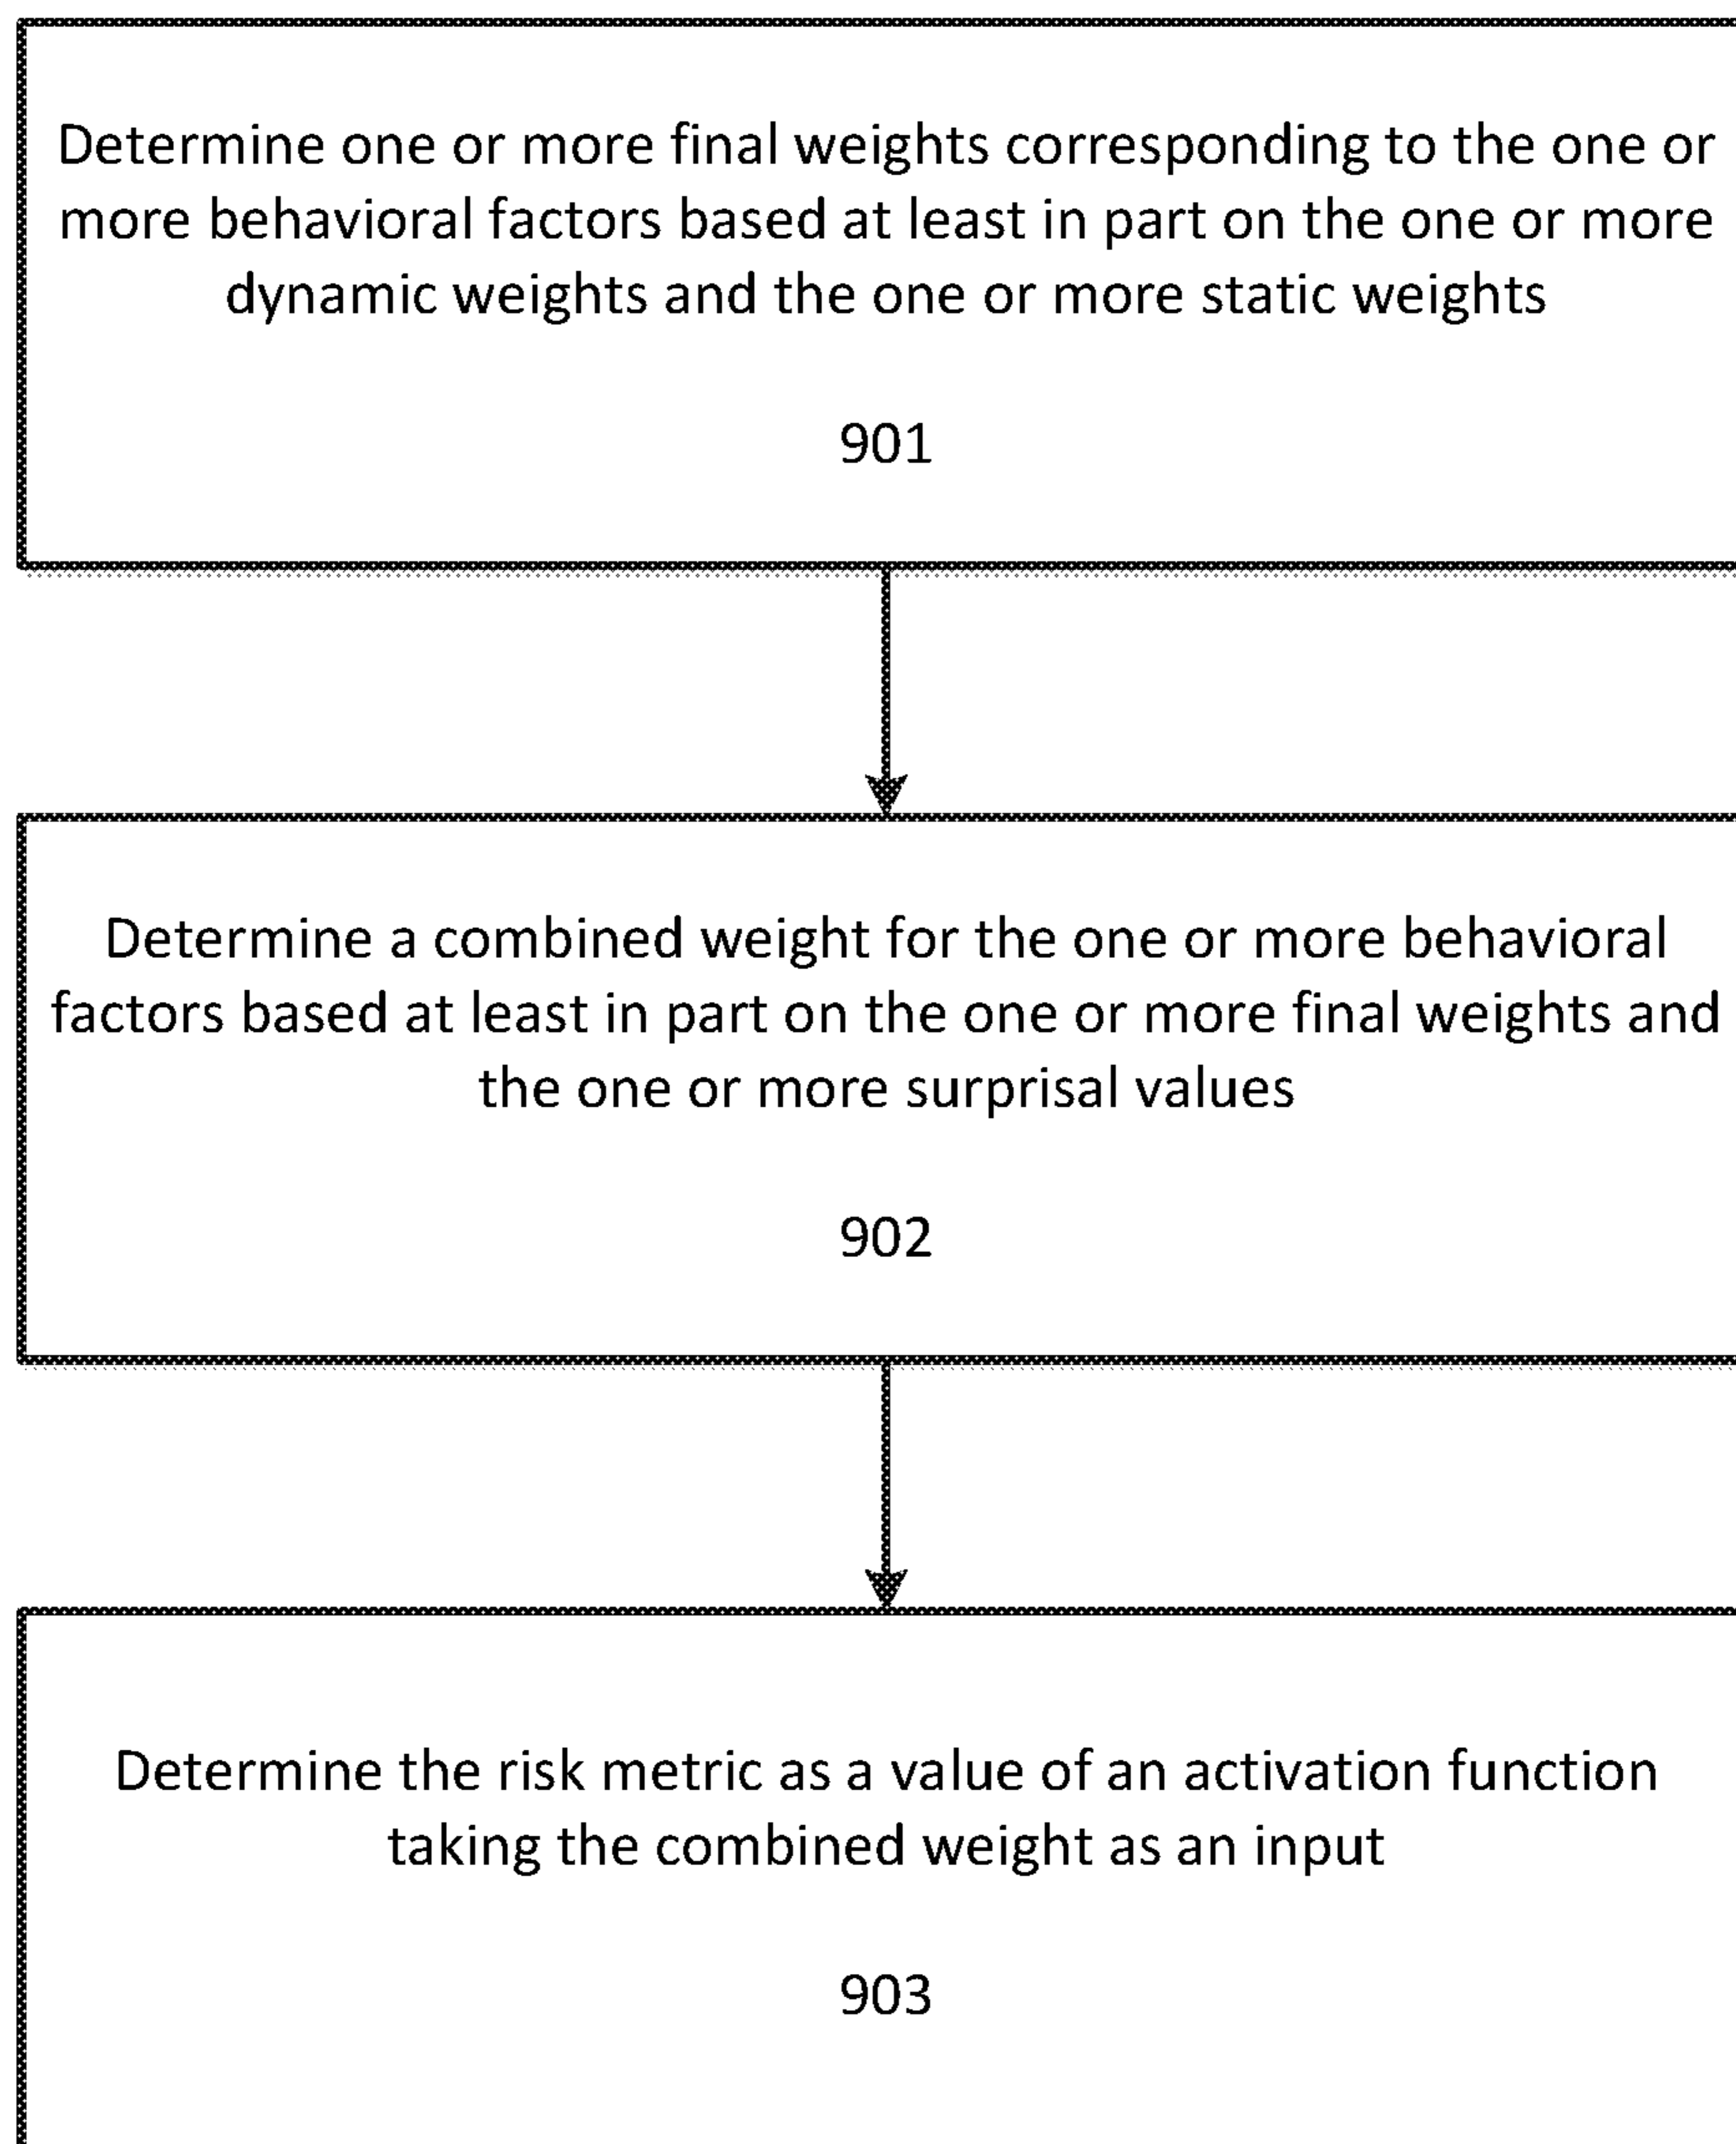 Determine one or more final weights corresponding to the one or
more behavioral factors based at least in part on the one or more
dynamic weights and the one or more static weights
901
Determine a combined weight for the one or more behavioral
factors based at least in part on the one or more final weights and
the one or more surprisal values
902
Determine the risk metric as a value of an activation function
taking the combined weight as an input
903